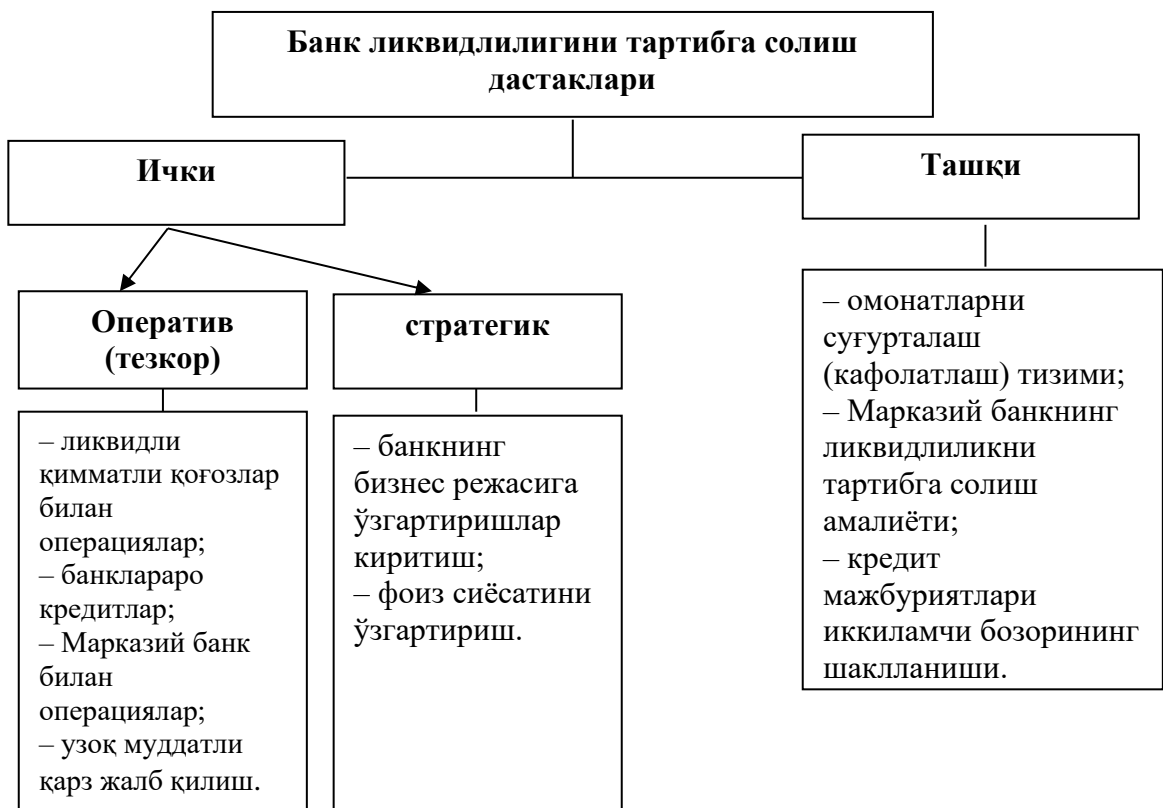 Банк ликвидлилигини тартибга солиш
дастаклари
Ички
Ташқи
Оператив
(тезкор)
стратегик
– ликвидли
қимматли қоғозлар
билан
операциялар;
– банклараро
кредитлар;
– Марказий банк
билан
операциялар;
– узоқ муддатли
қарз жалб қилиш.
– банкнинг
бизнес режасига
ўзгартиришлар
киритиш;
– фоиз сиёсатини
ўзгартириш.
– омонатларни
суғурталаш
(кафолатлаш) тизими;
– Марказий банкнинг
ликвидлиликни
тартибга солиш
амалиёти;
– кредит
мажбуриятлари
иккиламчи бозорининг
шаклланиши.